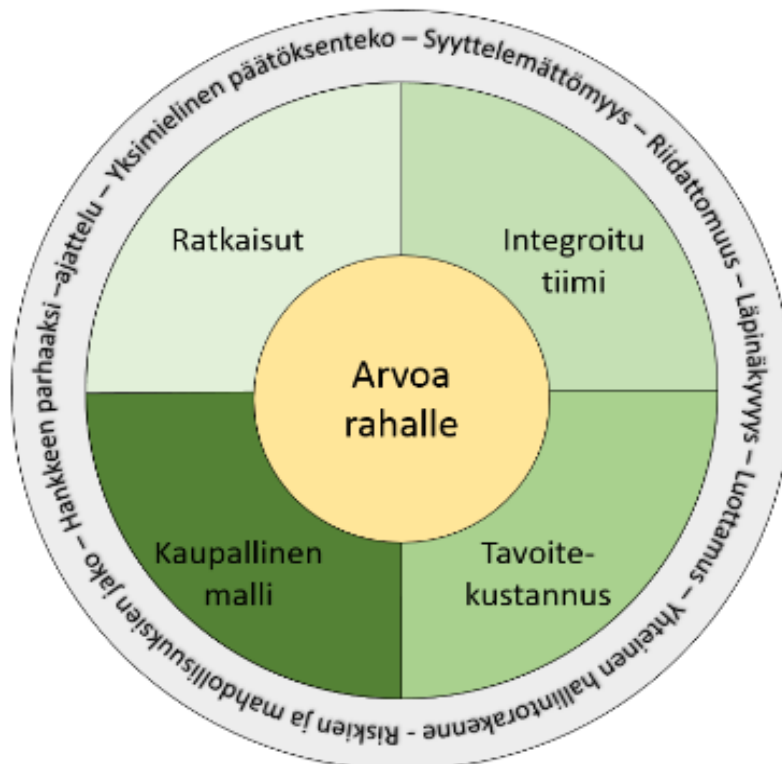 Hankkeen parhaaksi –ajattelu – Yksimielinen päätöksenteko – Syyttelemättömyys – Riidattomuus – Läpinäkyvyys – Luottamus – Yhteinen hallintorakenne - Riskien ja mahdollisuuksien jako –
Ratkaisut
Integroitu
tiimi
Arvoa
rahalle
Kaupallinen
malli
Tavoite-
kustannus